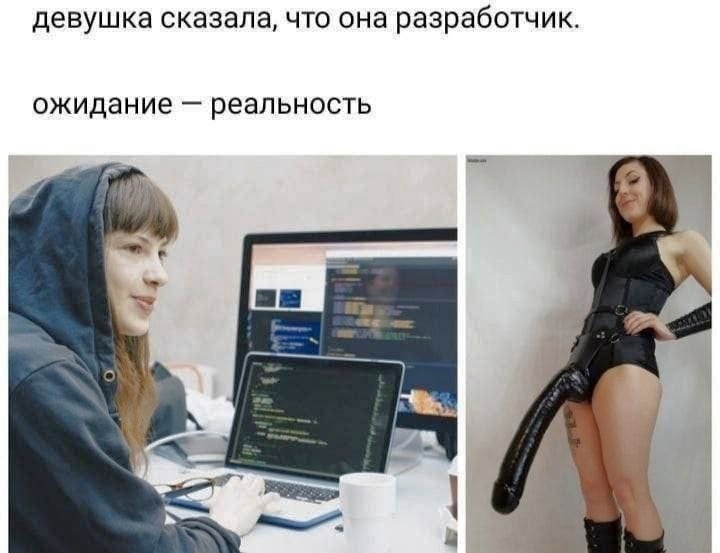 девушка сказала, что она разработчик.
ожидание — реальность